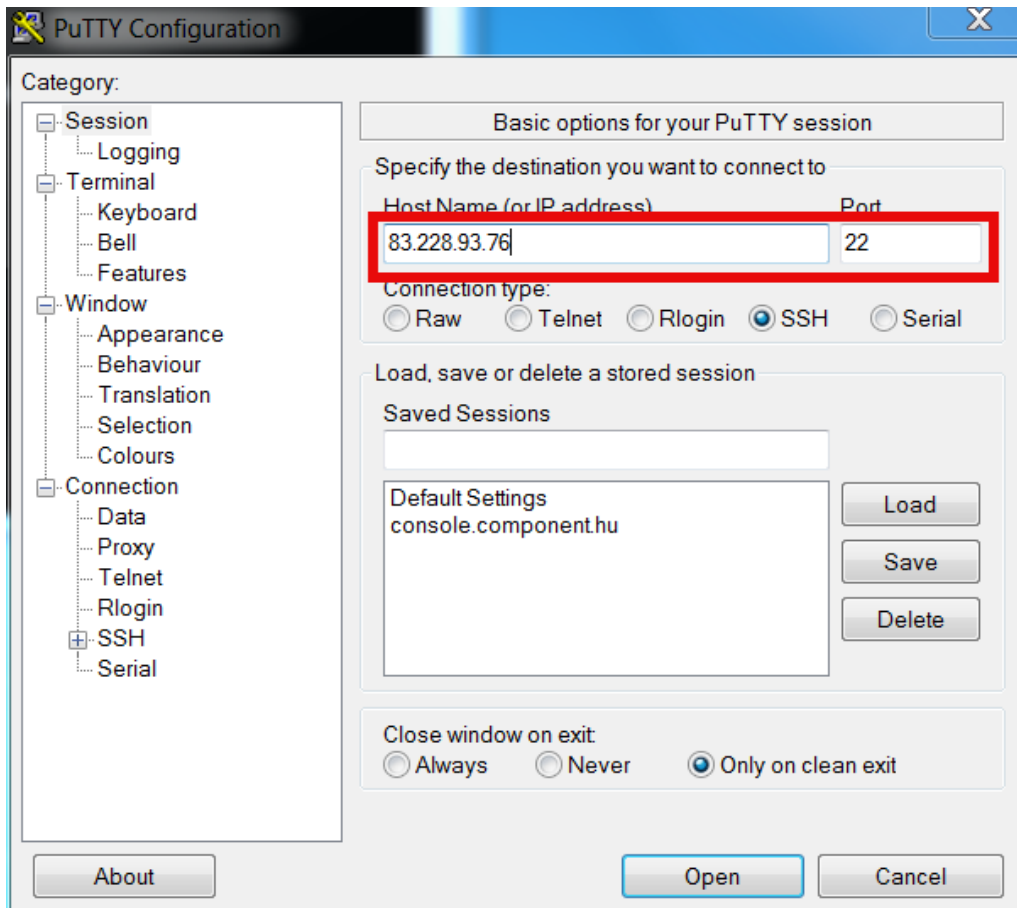 PuTTY Configuration
X
Category:
Session
Logging
Terminal
Keyboard
Bell
Features
Window
Appearance
Behaviour
Translation
Selection
Colours
Connection
Data
Proxy
Telnet
Rlogin
SSH
Serial
Basic options for your PuTTY session
Specify the destination you want to connect to
Host Name (or IP address) Port
83.228.93.76 22
Connection type:
Raw Telnet Rlogin SSH Serial
Load, save or delete a stored session
Saved Sessions
Default Settings
console.component.hu
Load
Save
Delete
Close window on exit:
Always Never Only on clean exit
About Open Cancel